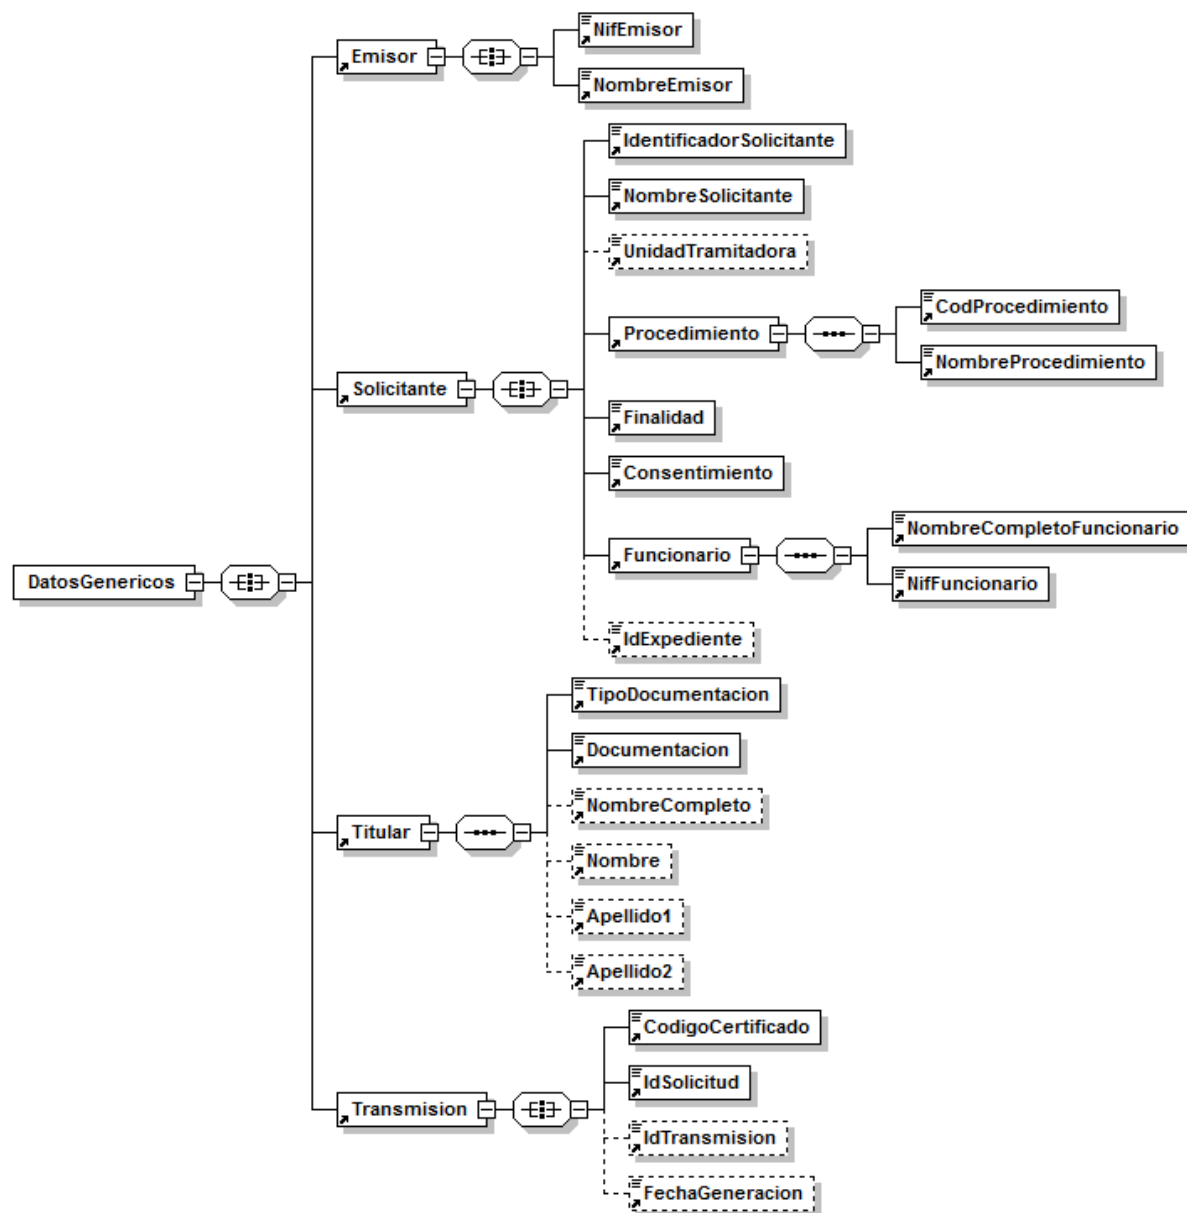 NifEmisor
Emisor
NombreEmisor
IdentificadorSolicitante
NombreSolicitante
UnidadTramitadora
CodProcedimiento
Procedimiento
NombreProcedimiento
Solicitante
Finalidad
Consentimiento
NombreCompletoFuncionario
Funcionario
NifFuncionario
DatosGenericos
IdExpediente
TipoDocumentacion
Documentacion
NombreCompleto
Titular
Nombre
Apellido1
Apellido2
CodigoCertificado
IdSolicitud
Transmision
IdTransmision
FechaGeneracion